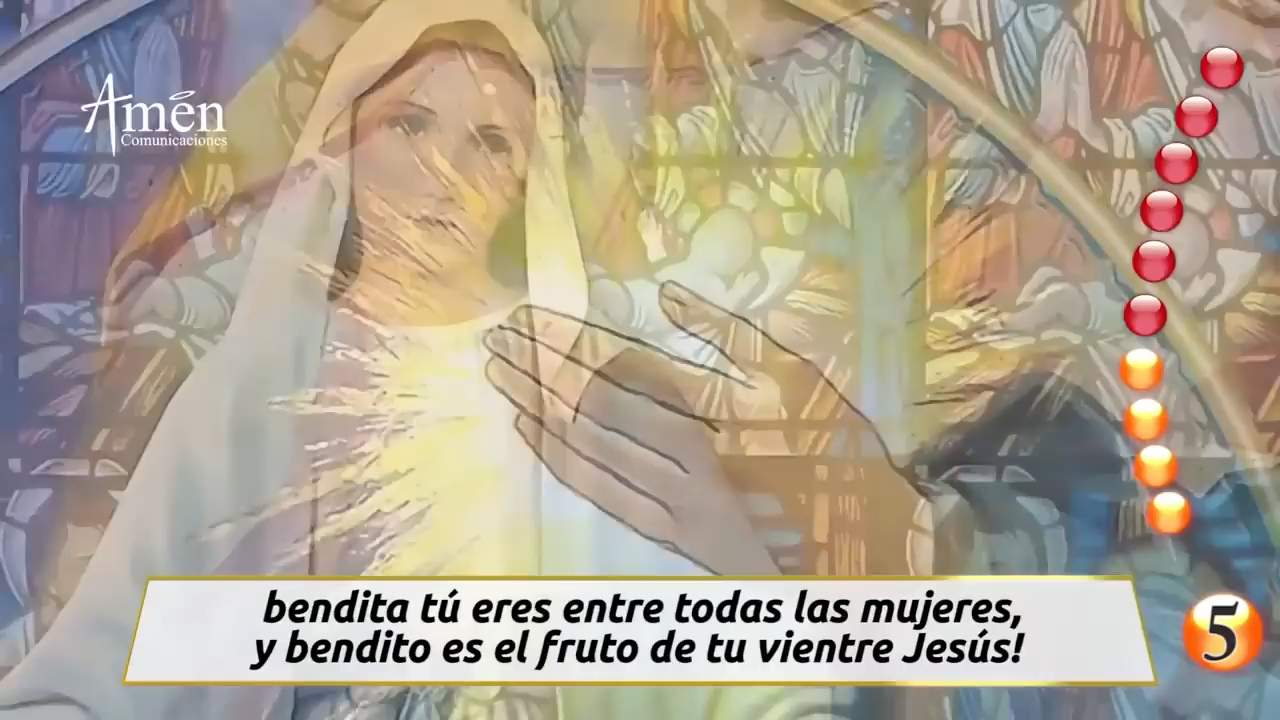 Amén
Comunicaciones
bendita tú eres entre todas las mujeres,
y bendito es el fruto de tu vientre Jesús!
5